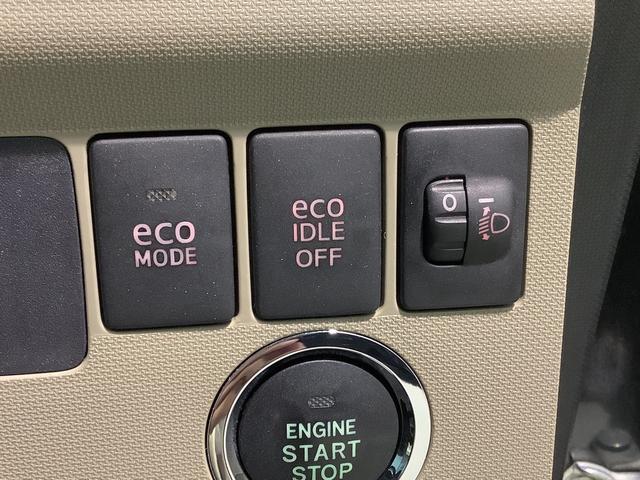 eco
MODE
eco
IDLE
OFF
0
ENGINE
START
STOP